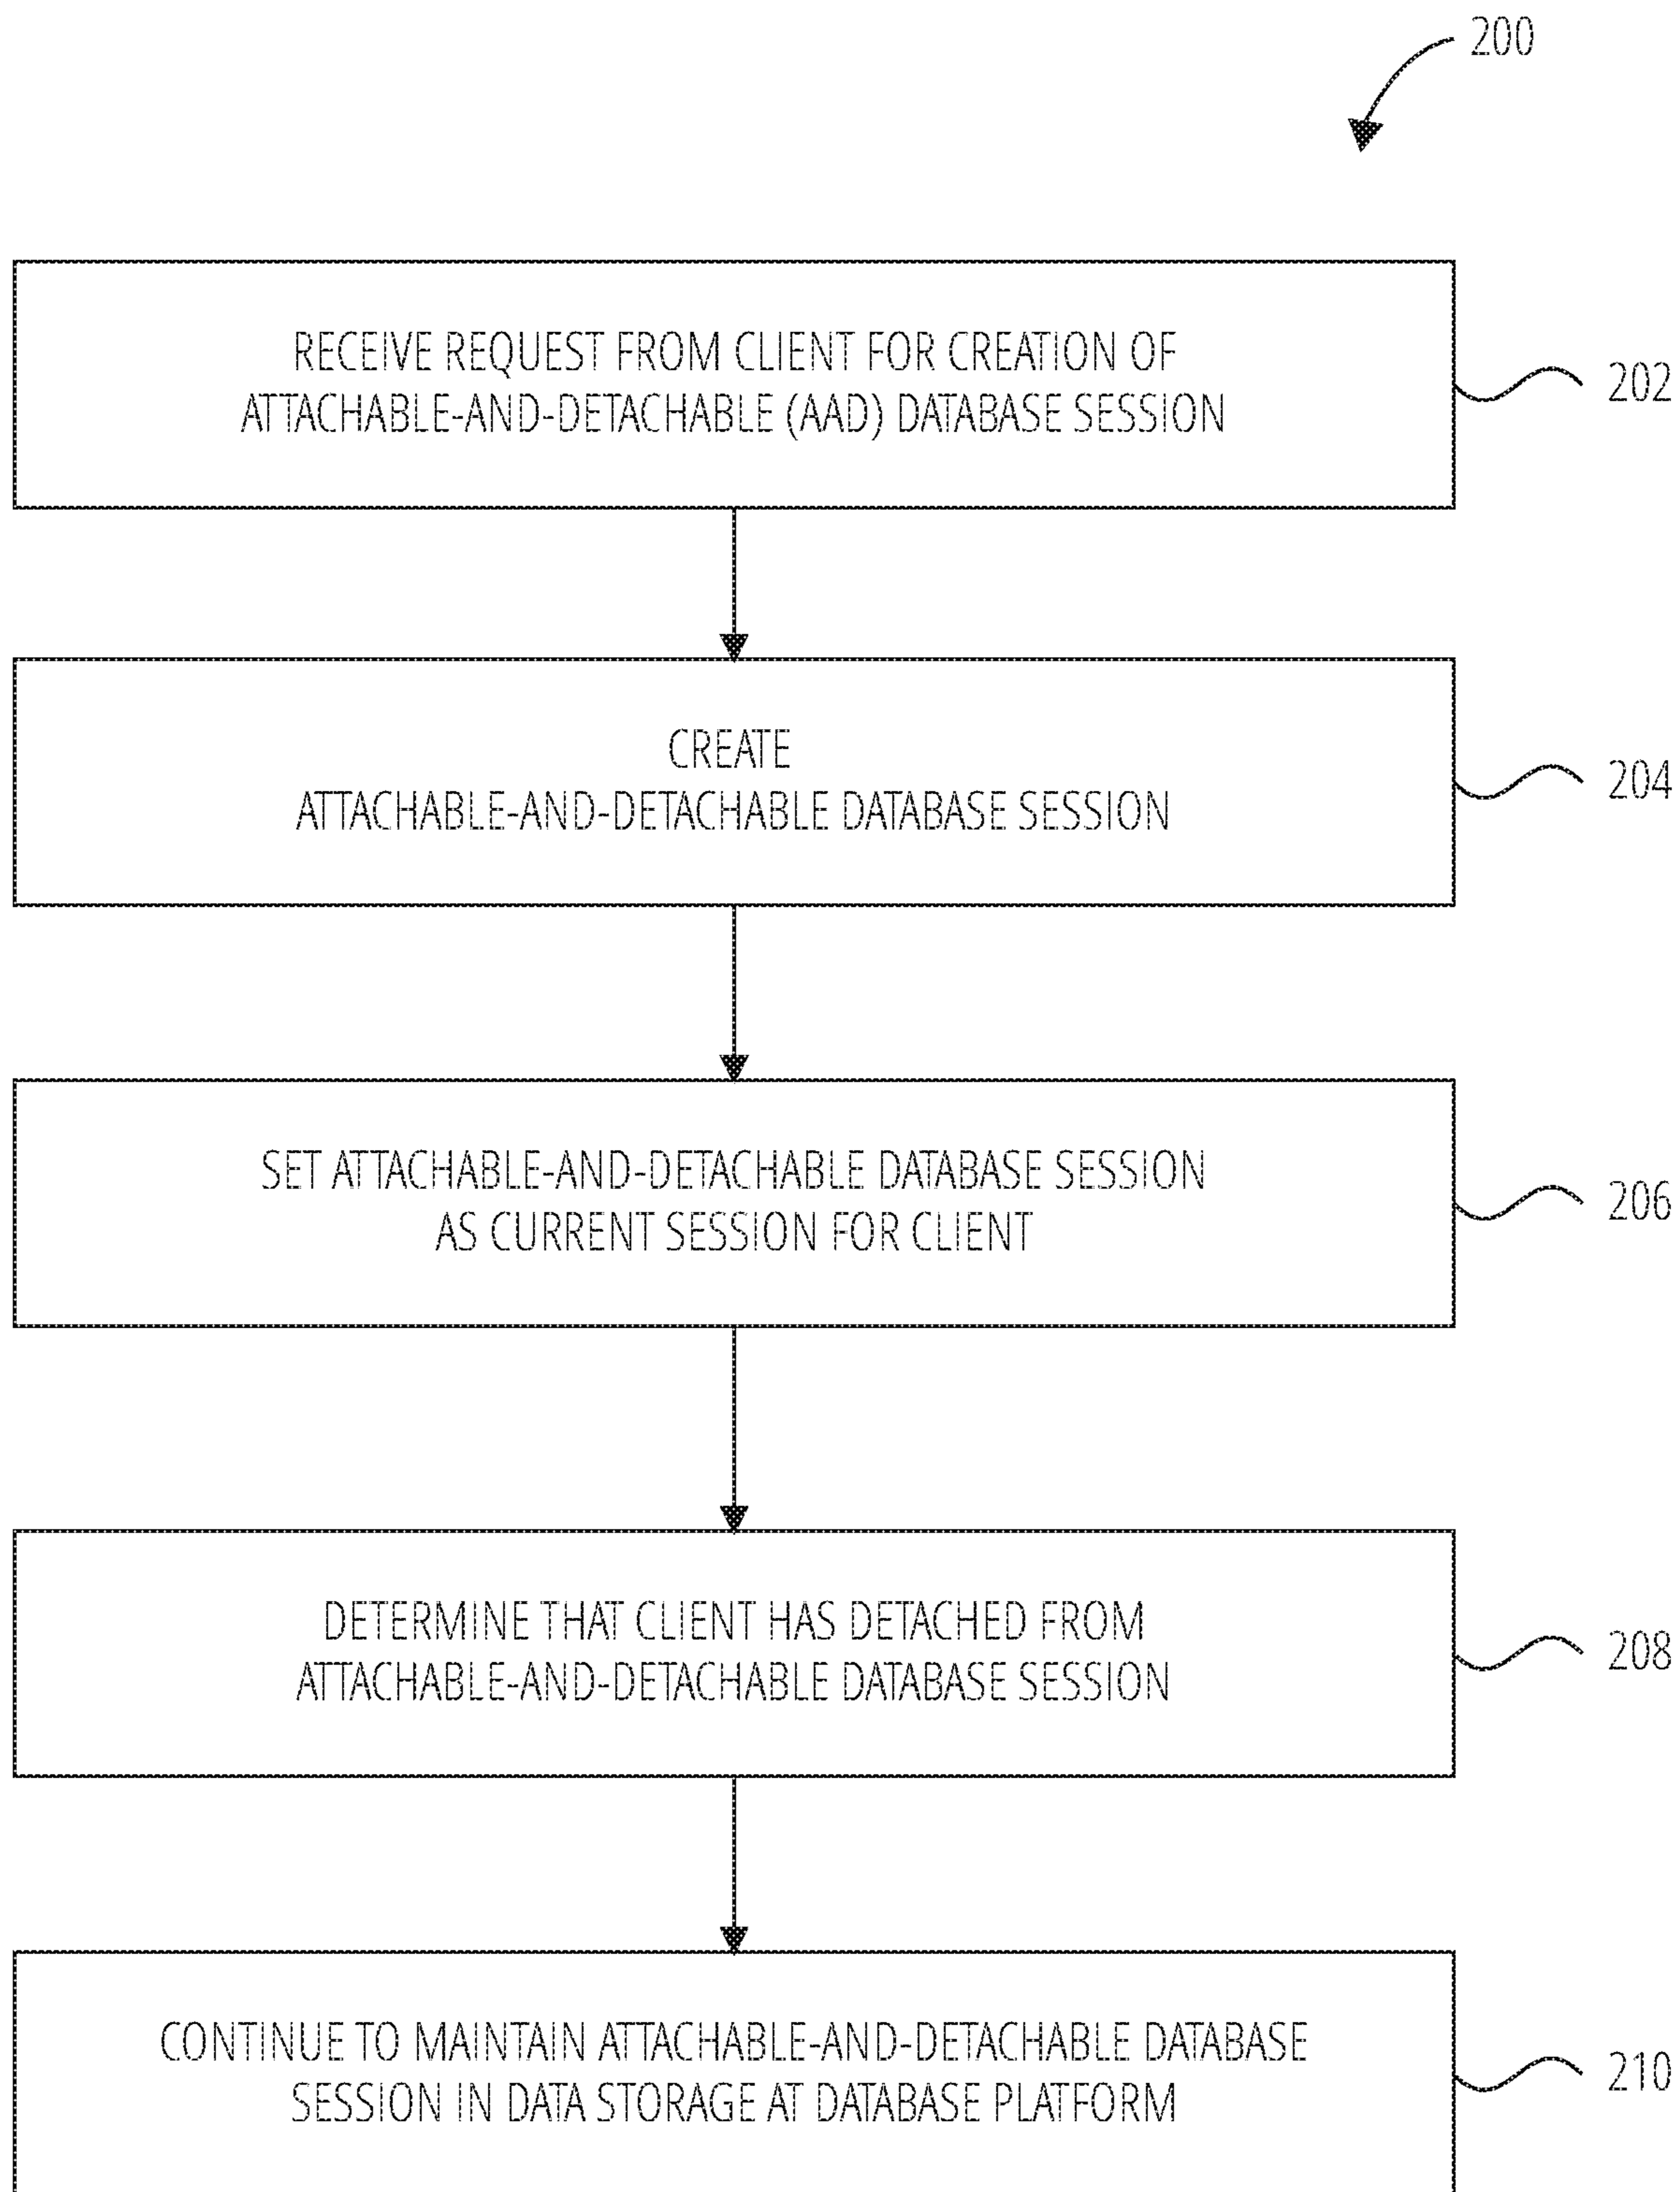 200
RECEIVE REQUEST FROM CLIENT FOR CREATION OF
ATTACHABLE-AND-DETACHABLE (AAD) DATABASE SESSION
202
CREATE
ATTACHABLE-AND-DETACHABLE DATABASE SESSION
204
SET ATTACHABLE-AND-DETACHABLE DATABASE SESSION
AS CURRENT SESSION FOR CLIENT
206
DETERMINE THAT CLIENT HAS DETACHED FROM
ATTACHABLE-AND-DETACHABLE DATABASE SESSION
208
CONTINUE TO MAINTAIN ATTACHABLE-AND-DETACHABLE DATABASE
SESSION IN DATA STORAGE AT DATABASE PLATFORM
210